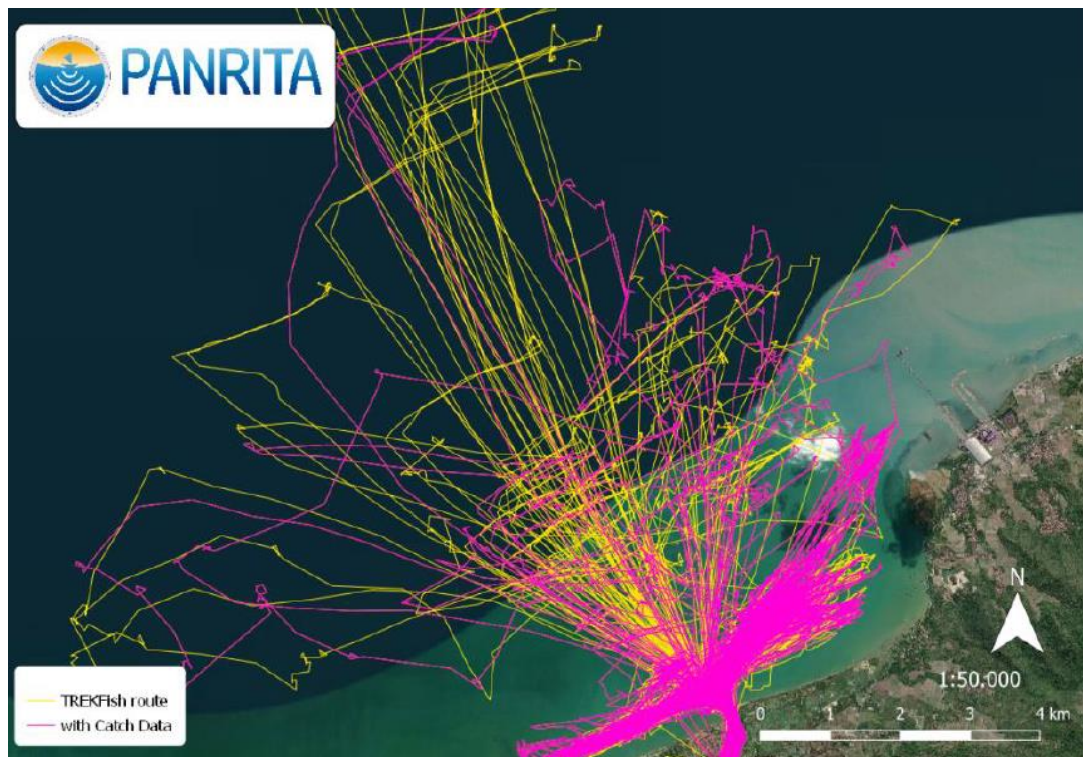 PANRITA
TREKFish route
with Catch Data
N
1:50,000
0 1 2 3 4 km